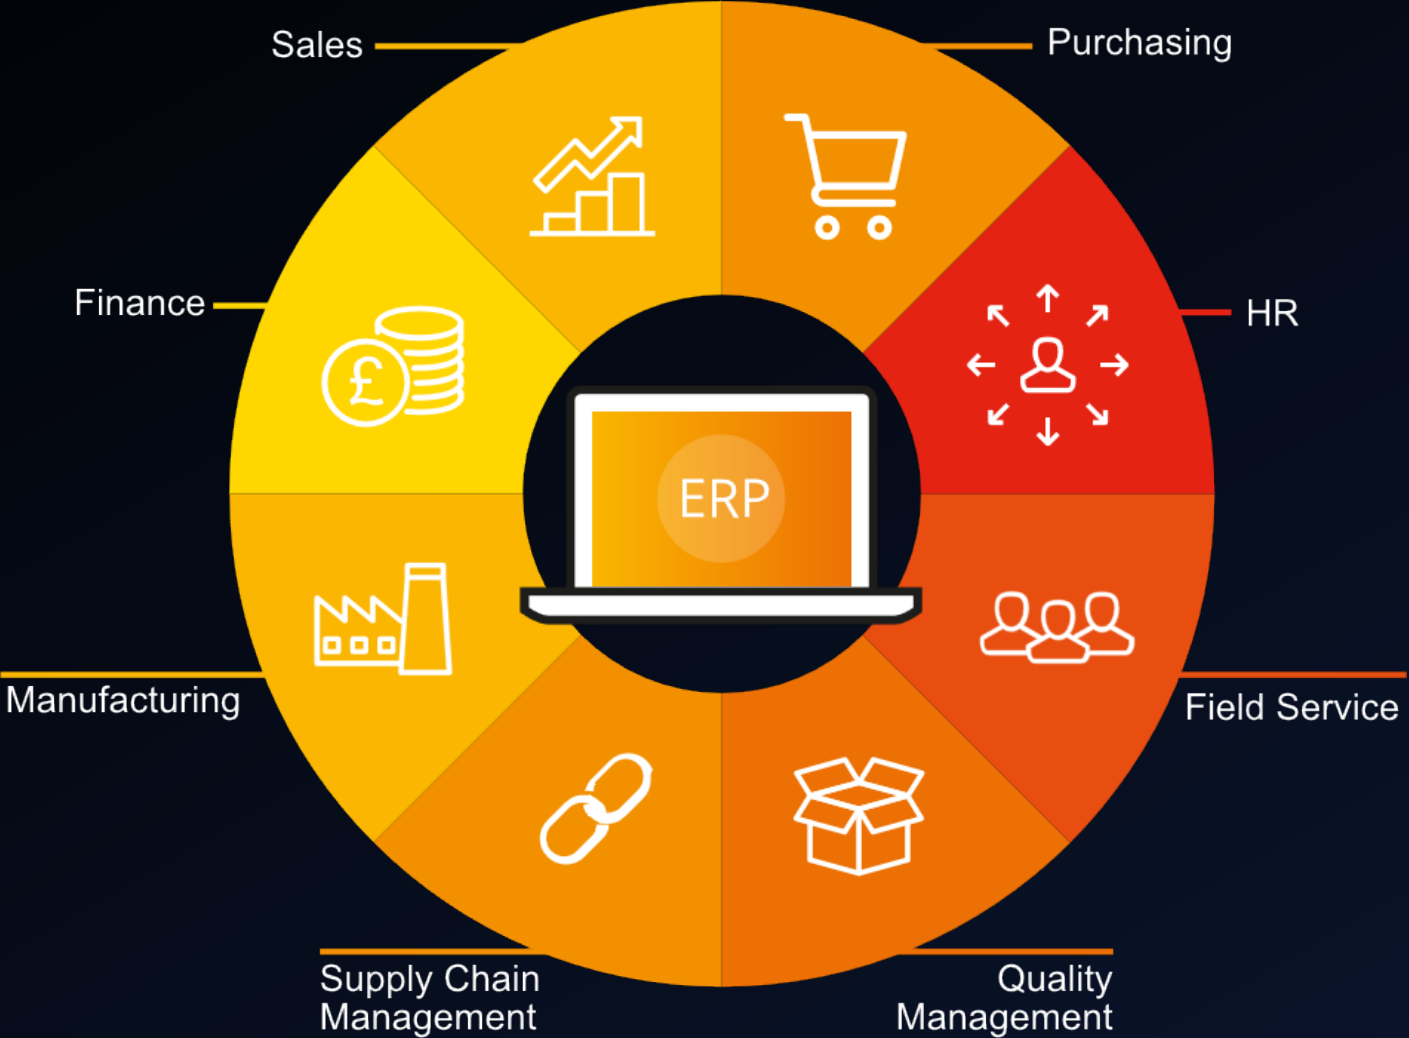 Sales
Purchasing
Finance
£
HR
ERP
Manufacturing
Field Service
Supply Chain
Management
Quality
Management